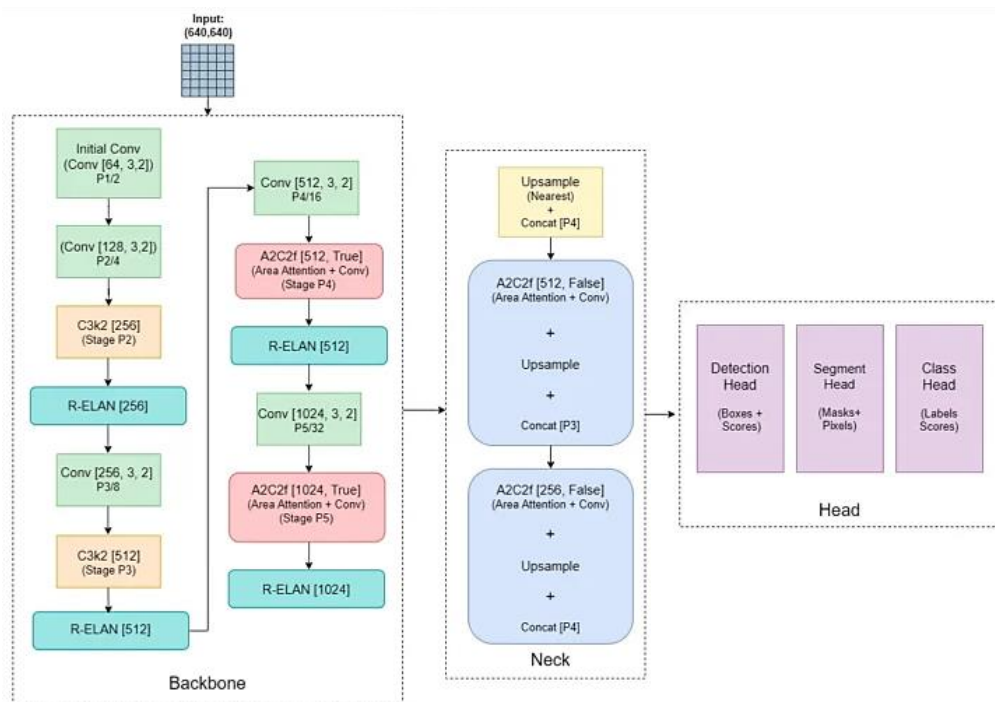 Input:
(640,640)
Initial Conv
(Conv [64, 3,2])
P1/2
(Conv [128, 3,2])
P2/4
C3k2 [256]
(Stage P2)
R-ELAN [256]
Conv [256, 3, 2]
P3/8
C3k2 [512]
(Stage P3)
R-ELAN [512]
Conv [512, 3, 2]
P4/16
A2C2f [512, True]
(Area Attention + Conv)
(Stage P4)
R-ELAN [512]
Conv [1024, 3, 2]
P5/32
A2C2f [1024, True]
(Area Attention + Conv)
(Stage P5)
R-ELAN [1024]
Backbone
Upsample
(Nearest)
+
Concat [P4]
A2C2f [512, False]
(Area Attention + Conv)
+
Upsample
+
Concat [P3]
A2C2f [256, False]
(Area Attention + Conv)
+
Upsample
+
Concat [P4]
Neck
Detection
Head
(Boxes +
Scores)
Segment
Head
(Masks+
Pixels)
Class
Head
(Labels
Scores)
Head